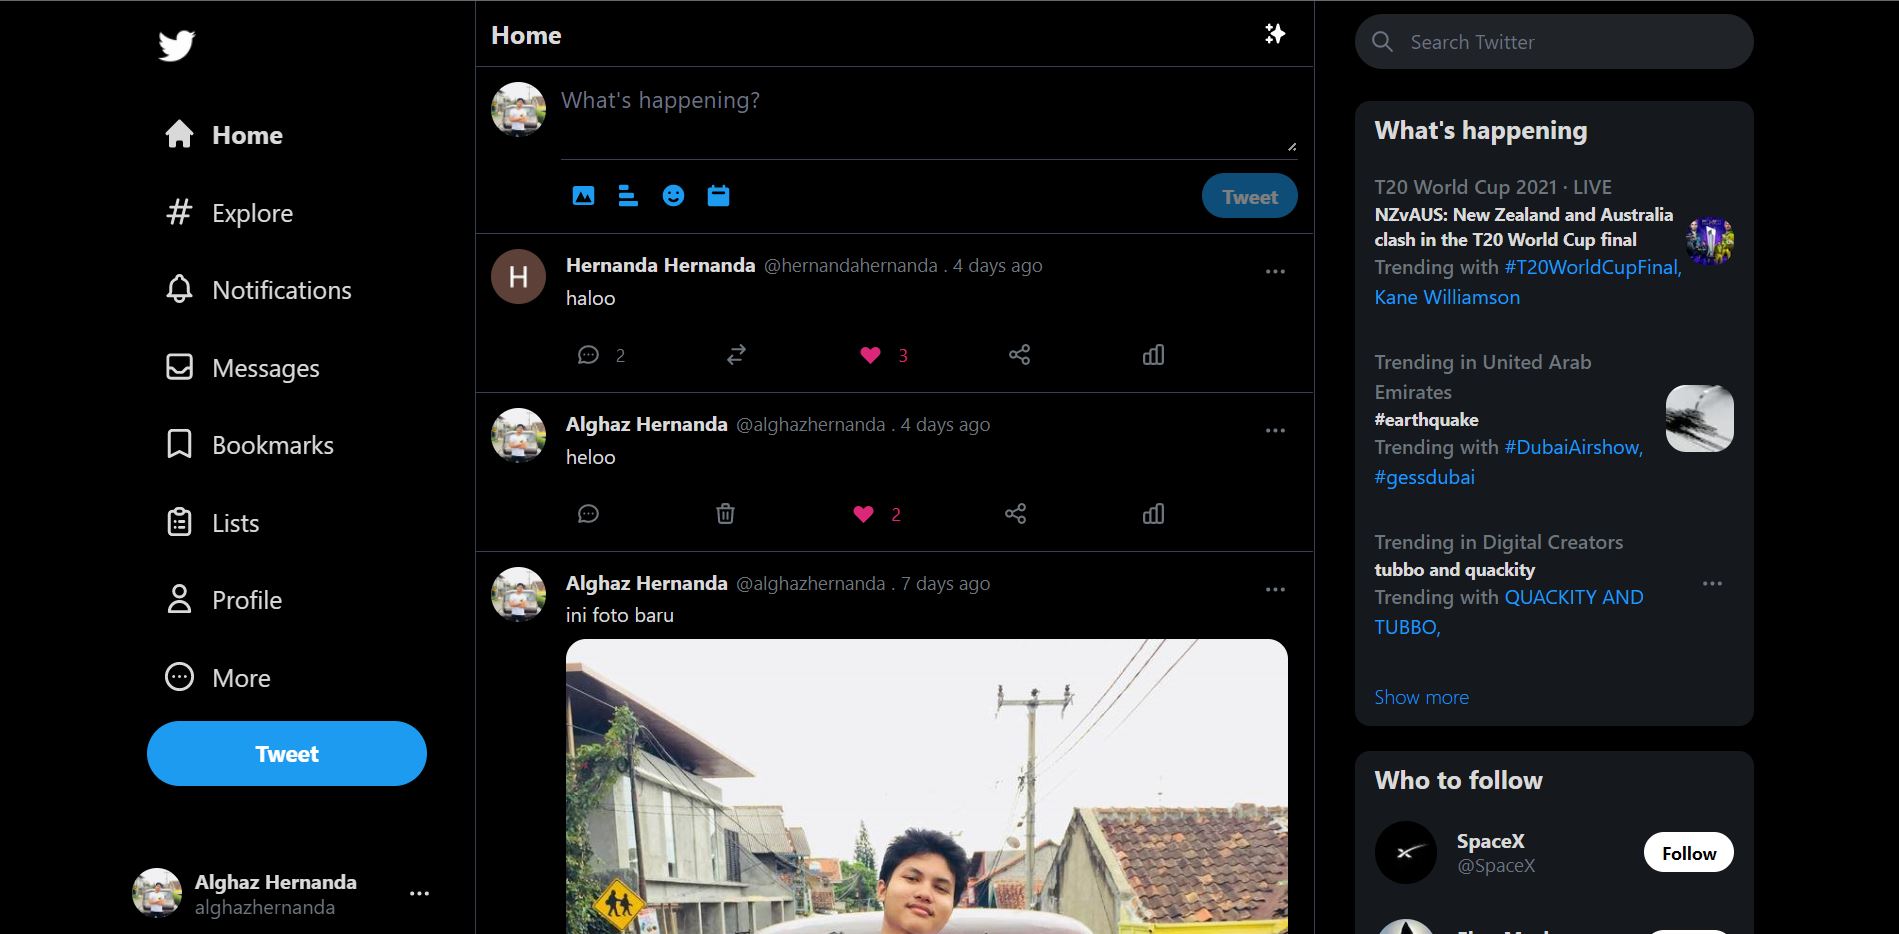 Home
Explore
Notifications
Messages
Bookmarks
Lists
Profile
More
Tweet
Alghaz Hernanda
alghazhernanda
Home
What's happening?
Tweet
H
Hernanda Hernanda @hernandahernanda . 4 days ago
haloo
2
3
Alghaz Hernanda @alghazhernanda . 4 days ago
heloo
2
Alghaz Hernanda @alghazhernanda . 7 days ago
ini foto baru
Search Twitter
What's happening
T20 World Cup 2021 · LIVE
NZvAUS: New Zealand and Australia
clash in the T20 World Cup final
Trending with #T20WorldCupFinal,
Kane Williamson
Trending in United Arab
Emirates
#earthquake
Trending with #DubaiAirshow,
#gessdubai
Trending in Digital Creators
tubbo and quackity
Trending with QUACKITY AND
TUBBO,
Show more
Who to follow
SpaceX
@SpaceX
Follow